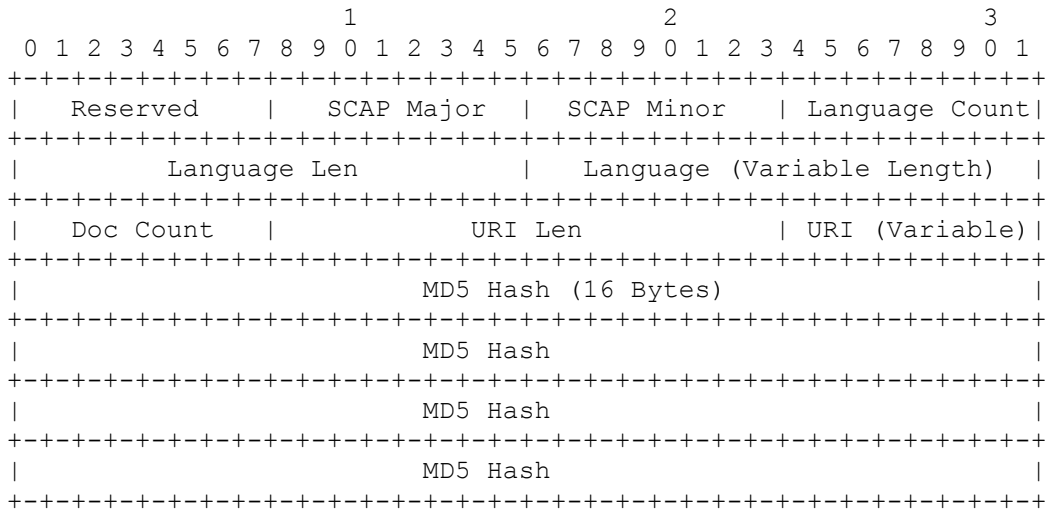 1                   2                   3
 0 1 2 3 4 5 6 7 8 9 0 1 2 3 4 5 6 7 8 9 0 1 2 3 4 5 6 7 8 9 0 1
+-+-+-+-+-+-+-+-+-+-+-+-+-+-+-+-+-+-+-+-+-+-+-+-+-+-+-+-+-+-+-+-+
|   Reserved    |   SCAP Major  |  SCAP Minor   | Language Count|
+-+-+-+-+-+-+-+-+-+-+-+-+-+-+-+-+-+-+-+-+-+-+-+-+-+-+-+-+-+-+-+-+
|         Language Len          |   Language (Variable Length)  |
+-+-+-+-+-+-+-+-+-+-+-+-+-+-+-+-+-+-+-+-+-+-+-+-+-+-+-+-+-+-+-+-+
|   Doc Count   |            URI Len            | URI (Variable)|
+-+-+-+-+-+-+-+-+-+-+-+-+-+-+-+-+-+-+-+-+-+-+-+-+-+-+-+-+-+-+-+-+
|                         MD5 Hash (16 Bytes)                   |
+-+-+-+-+-+-+-+-+-+-+-+-+-+-+-+-+-+-+-+-+-+-+-+-+-+-+-+-+-+-+-+-+
|                         MD5 Hash                              |
+-+-+-+-+-+-+-+-+-+-+-+-+-+-+-+-+-+-+-+-+-+-+-+-+-+-+-+-+-+-+-+-+
|                         MD5 Hash                              |
+-+-+-+-+-+-+-+-+-+-+-+-+-+-+-+-+-+-+-+-+-+-+-+-+-+-+-+-+-+-+-+-+
|                         MD5 Hash                              |
+-+-+-+-+-+-+-+-+-+-+-+-+-+-+-+-+-+-+-+-+-+-+-+-+-+-+-+-+-+-+-+-+